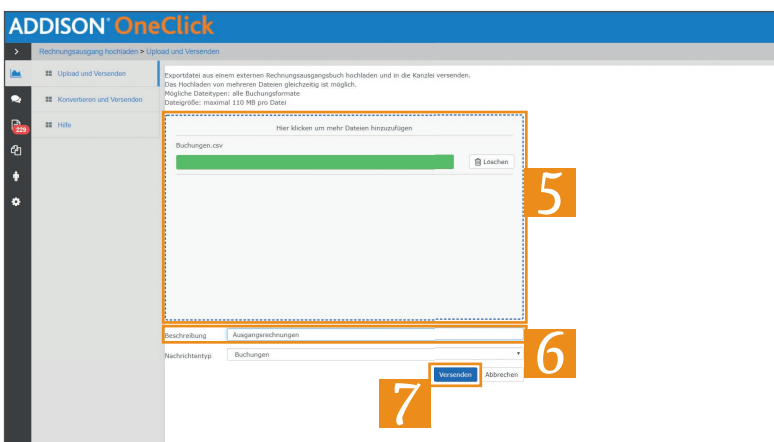 ADDISON OneClick
Rechnungsausgang hochladen > Upload und Versenden
Upload und Versenden
Konvertieren und Versenden
229
Hilfe
Exportdatei aus einem externen Rechnungsausgangsbuch hochladen und in die Kanzlei versenden.
Das Hochladen von mehreren Dateien gleichzeitig ist möglich.
Mögliche Dateitypen: alle Buchungsformate
Dateigröße: maximal 110 MB pro Datei
Hier klicken um mehr Dateien hinzuzufügen
Buchungen.csv
Löschen
5
Beschreibung Ausgangsrechnungen
6
Nachrichtentyp Buchungen
Versenden Abbrechen
7